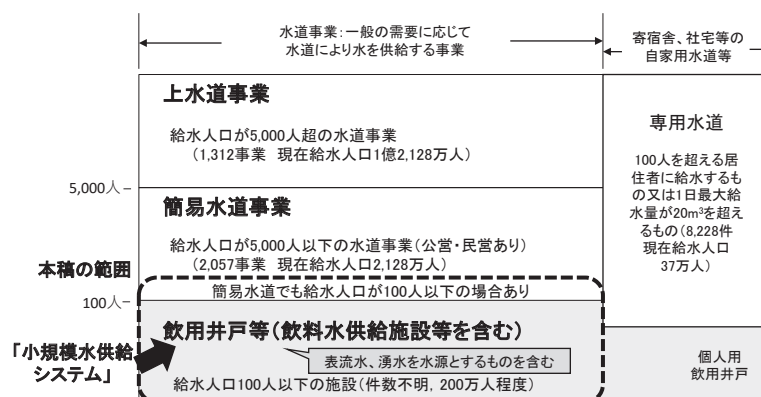 水道事業：一般の需要に応じて
水道により水を供給する事業
寄宿舎、社宅等の
自家用水道等
上水道事業
給水人口が5,000人超の水道事業
（1,312事業 現在給水人口1億2,128万人）
5,000人
簡易水道事業
給水人口が5,000人以下の水道事業（公営・民営あり）
（2,057事業 現在給水人口2,128万人）
専用水道
100人を超える居
住者に給水するも
の又は1日最大給
水量が20m³を超え
るもの（8,228件
現在給水人口
37万人）
本稿の範囲
簡易水道でも給水人口が100人以下の場合あり
100人
飲用井戸等（飲料水供給施設等を含む）
「小規模水供給
システム」
表流水、湧水を水源とするものを含む
給水人口100人以下の施設（件数不明，200万人程度）
個人用
飲用井戸